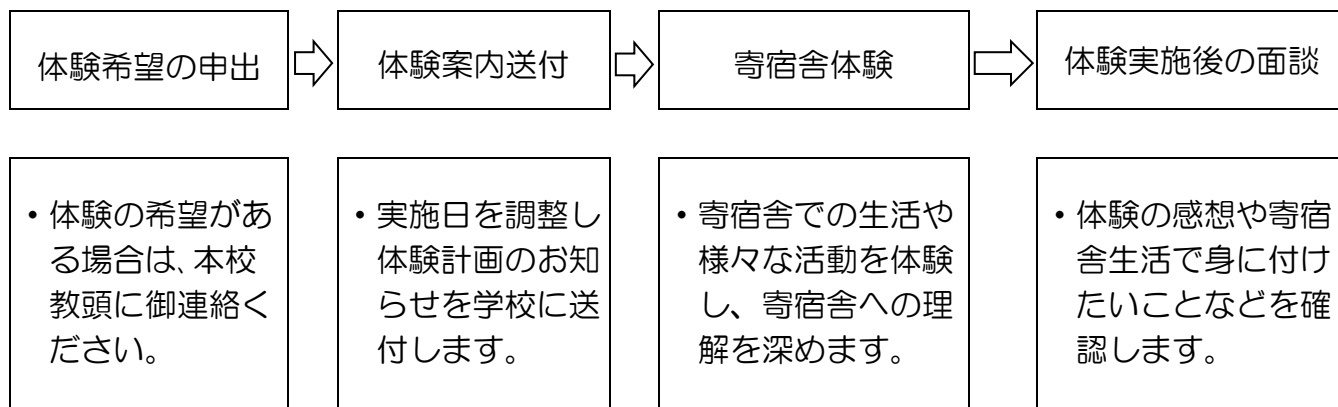 体験希望の申出
体験案内送付
寄宿舎体験
体験実施後の面談
・体験の希望があ
る場合は、本校
教頭に御連絡く
ださい。
・実施日を調整し
体験計画のお知
らせを学校に送
付します。
・寄宿舎での生活や
様々な活動を体験
し、寄宿舎への理
解を深めます。
・体験の感想や寄宿
舎生活で身に付け
たいことなどを確
認します。